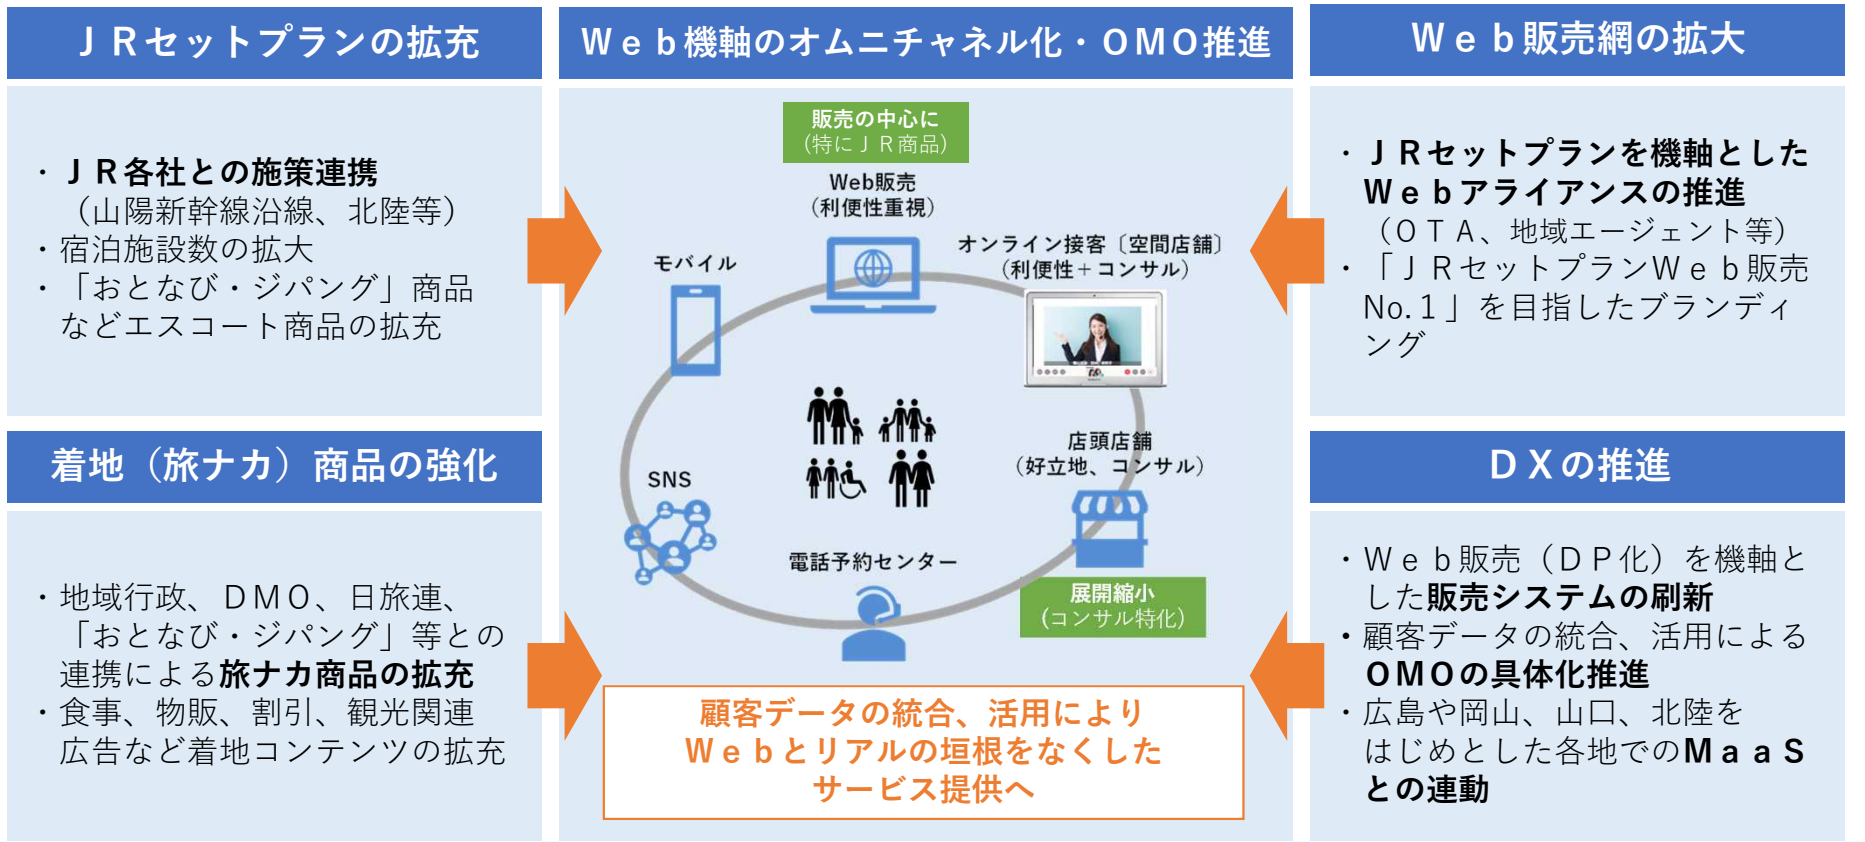 ＪＲセットプランの拡充
・ＪＲ各社との施策連携
（山陽新幹線沿線、北陸等）
・宿泊施設数の拡大
・「おとなび・ジパング」商品
などエスコート商品の拡充
着地（旅ナカ）商品の強化
・地域行政、ＤＭＯ、日旅連、
「おとなび・ジパング」等との
連携による旅ナカ商品の拡充
・食事、物販、割引、観光関連
広告など着地コンテンツの拡充
Ｗｅｂ機軸のオムニチャネル化・ＯＭＯ推進
販売の中心に
（特にＪＲ商品）
Web販売
（利便性重視）
オンライン接客〔空間店舗〕
（利便性＋コンサル）
モバイル
店頭店舗
（好立地、コンサル）
SNS
電話予約センター
展開縮小
（コンサル特化）
顧客データの統合、活用により
Ｗｅｂとリアルの垣根をなくした
サービス提供へ
Ｗｅｂ販売網の拡大
・ＪＲセットプランを機軸とした
Ｗｅｂアライアンスの推進
（ＯＴＡ、地域エージェント等）
・「ＪＲセットプランＷｅｂ販売
No.１」を目指したブランディ
ング
ＤＸの推進
・Ｗｅｂ販売（ＤＰ化）を機軸と
した販売システムの刷新
・顧客データの統合、活用による
ＯＭＯの具体化推進
・広島や岡山、山口、北陸を
はじめとした各地でのＭａａＳ
との連動